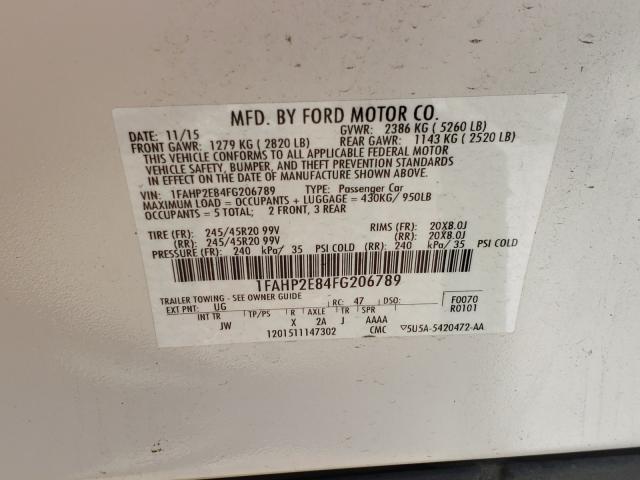 MFD. BY FORD MOTOR CO.
DATE: 11/15 GVWR: 2386 KG ( 5260 LB)
FRONT GAWR: 1279 KG ( 2820 LB) REAR GAWR: 1143 KG ( 2520 LB)
THIS VEHICLE CONFORMS TO ALL APPLICABLE FEDERAL MOTOR
VEHICLE SAFETY, BUMPER, AND THEFT PREVENTION STANDARDS
IN EFFECT ON THE DATE OF MANUFACTURE SHOWN ABOVE.
VIN: 1FAHP2E84FG206789 TYPE: Passenger Car
MAXIMUM LOAD = OCCUPANTS + LUGGAGE = 430KG/ 950LB
OCCUPANTS = 5 TOTAL; 2 FRONT, 3 REAR
TIRE (FR): 245/45R20 99V RIMS (FR): 20X8.0J
(RR): 245/45R20 99V (RR): 20X8.0J
PRESSURE (FR): 240 kPa/ 35 PSI COLD (RR): 240 kPa/ 35 PSI COLD
1FAHP2E84FG206789
TRAILER TOWING - SEE OWNER GUIDE F0070
EXT PNT: UG RC: 47 DSO: R0101
INT TR TP/PS R AXLE TR SPR
JW X 2A J AAAA
1201511147302 CMC ▽5U5A-5420472-AA